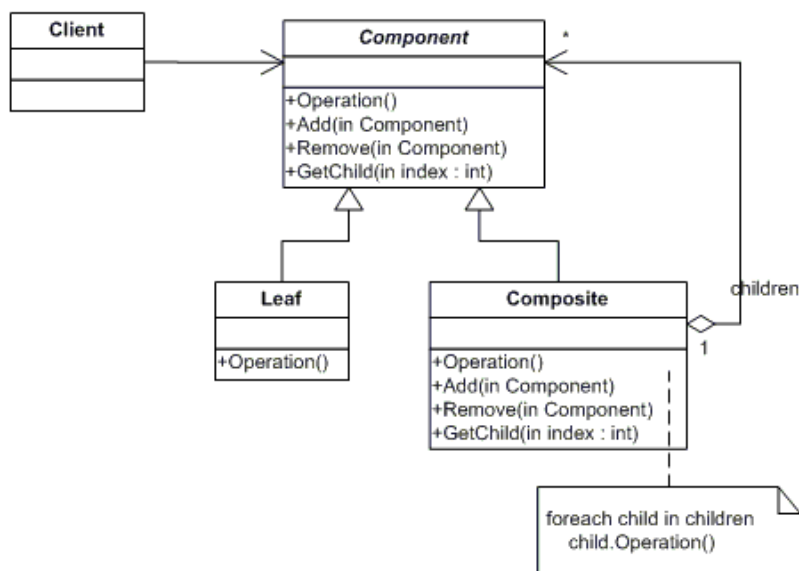 Client
Component
*
+Operation()
+Add(in Component)
+Remove(in Component)
+GetChild(in index : int)
Leaf
+Operation()
Composite
children
1
+Operation()
+Add(in Component)
+Remove(in Component)
+GetChild(in index : int)
foreach child in children
child.Operation()